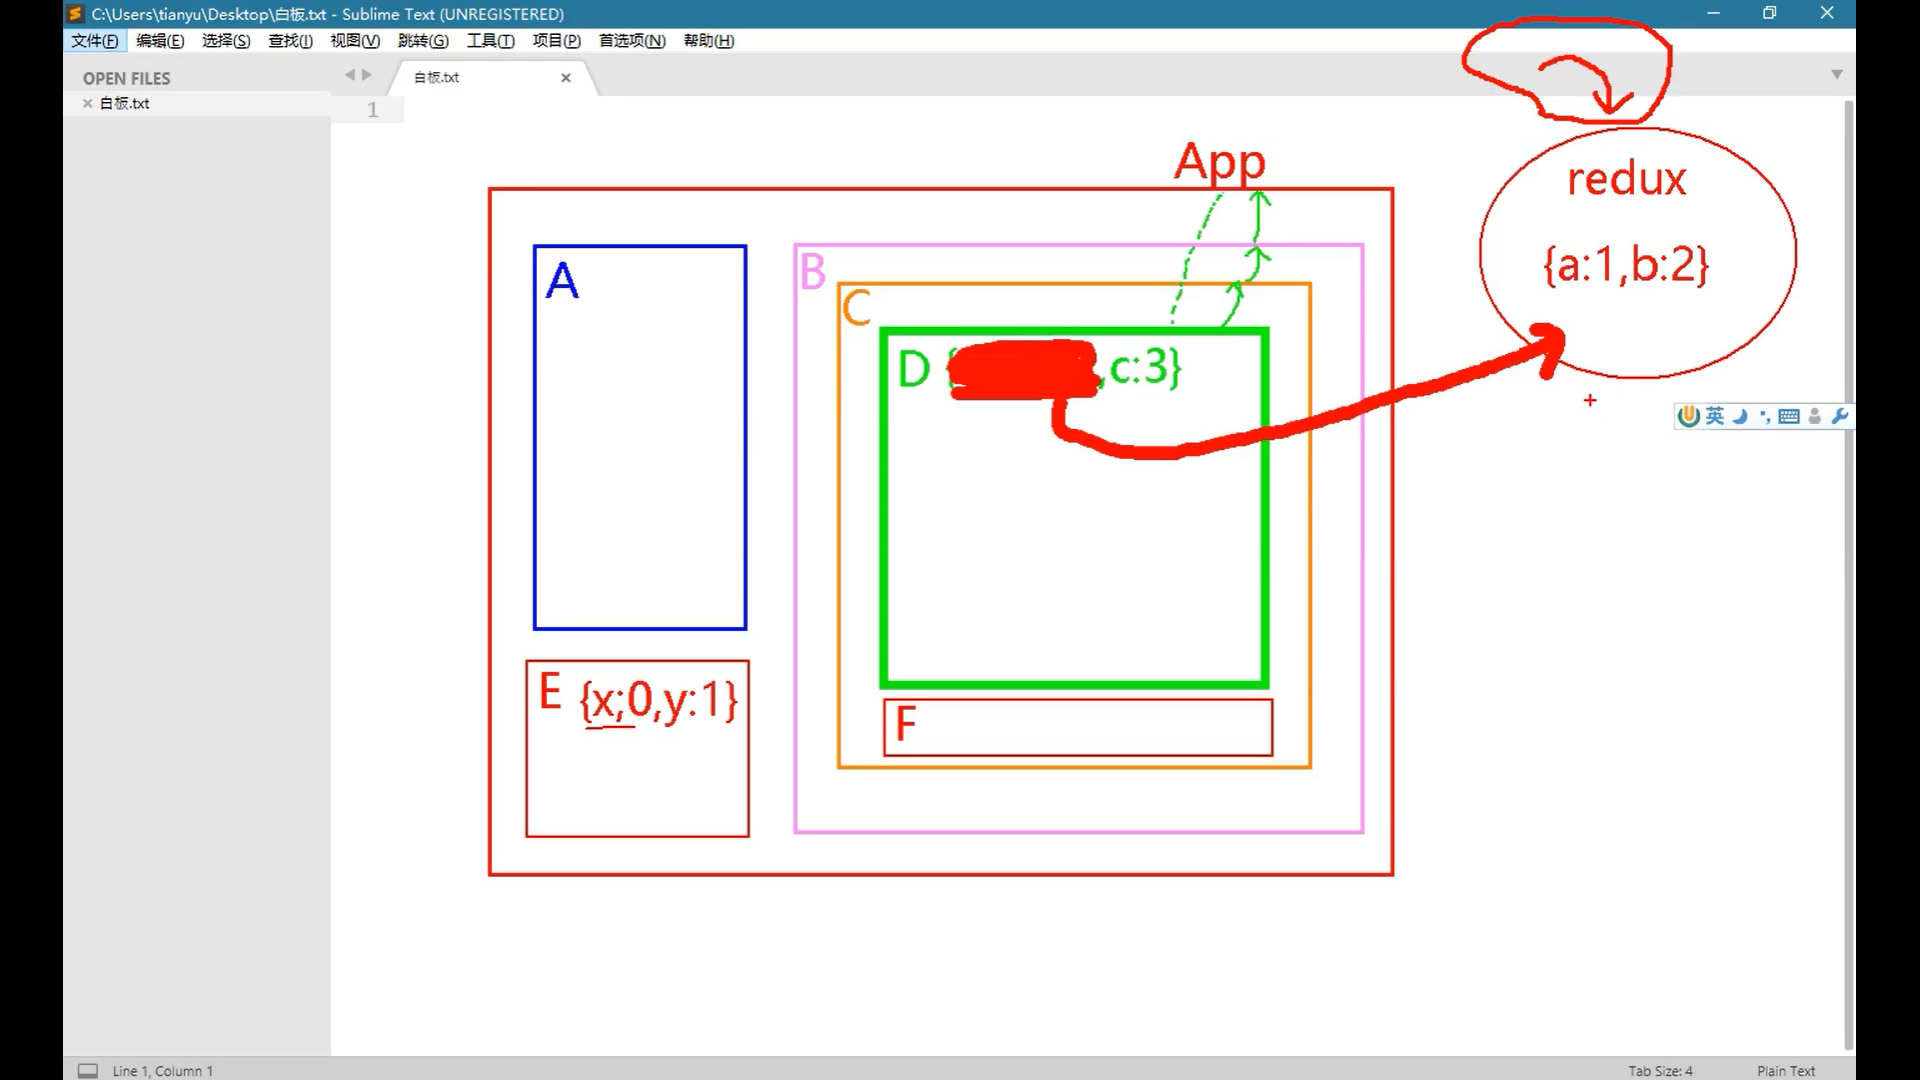 C:\Users\tianyu\Desktop\白板.txt - Sublime Text (UNREGISTERED)
文件(F) 编辑(E) 选择(S) 查找(I) 视图(V) 跳转(G) 工具(T) 项目(P) 首选项(N) 帮助(H)
OPEN FILES
白板.txt
白板.txt
1
App
redux
{a:1,b:2}
A
B
C
D { ,c:3}
英
E {x;0,y:1}
F
Line 1, Column 1
Tab Size: 4
Plain Text